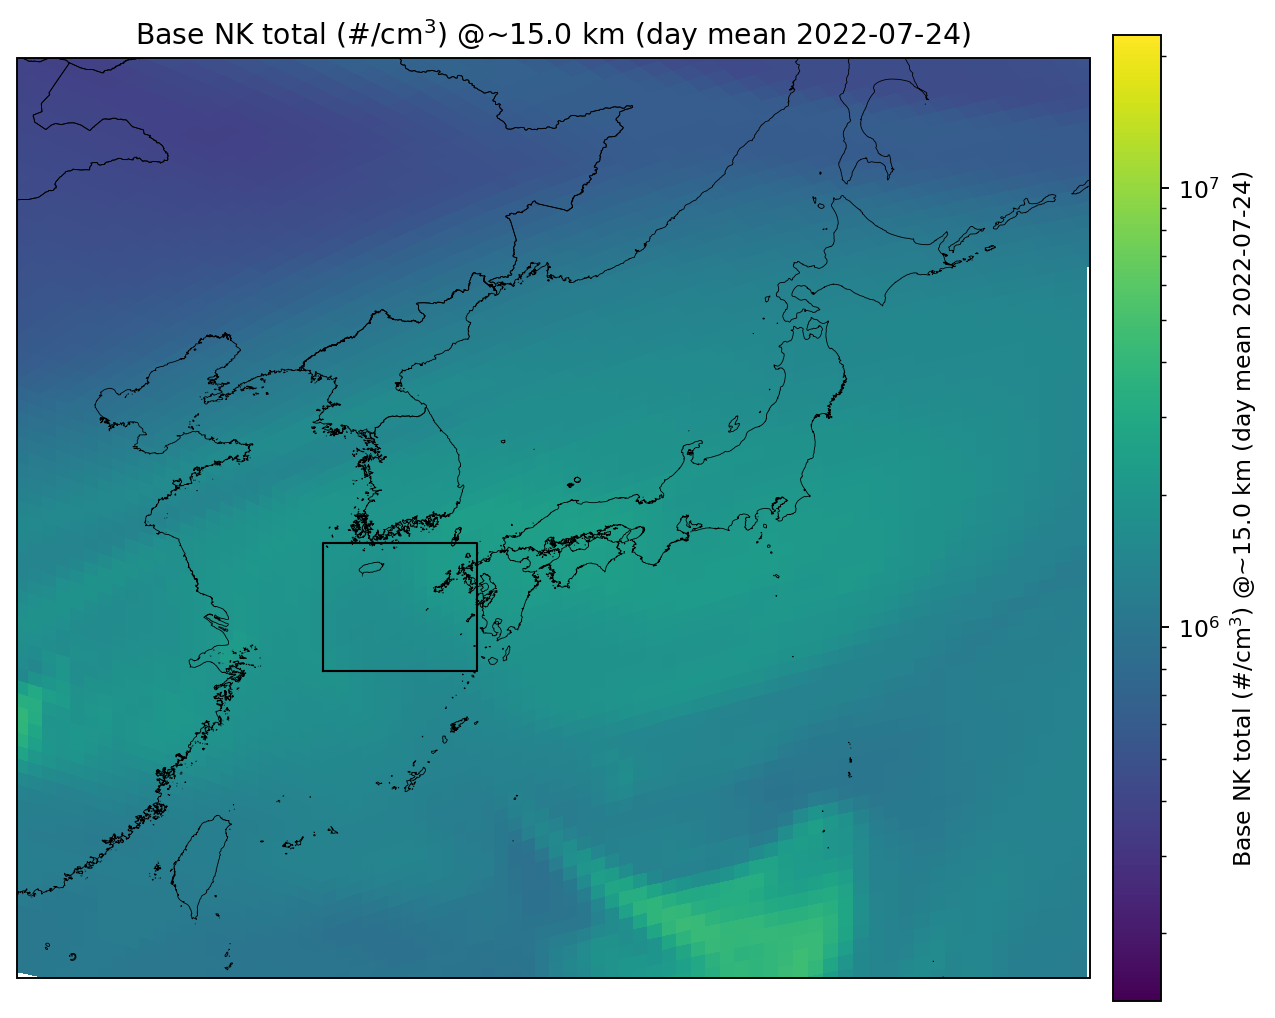 Base NK total (#/cm³) @~15.0 km (day mean 2022-07-24)
10⁷
10⁶
Base NK total (#/cm³) @~15.0 km (day mean 2022-07-24)